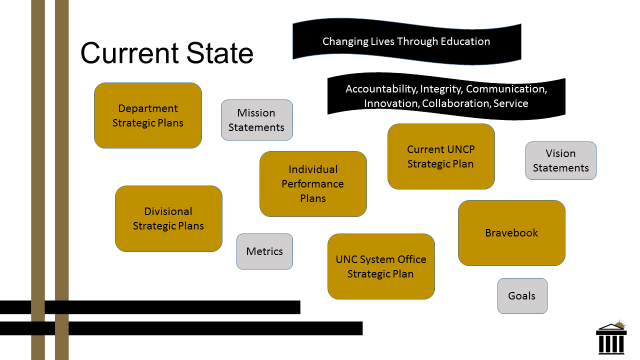 Current State
Changing Lives Through Education
Accountability, Integrity, Communication,
Innovation, Collaboration, Service
Department
Strategic Plans
Mission
Statements
Individual
Performance
Plans
Current UNCP
Strategic Plan
Vision
Statements
Divisional
Strategic Plans
Metrics
UNC System Office
Strategic Plan
Bravebook
Goals